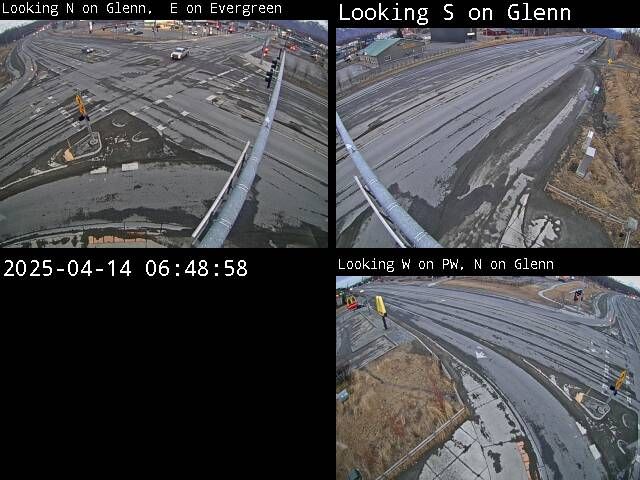 Looking N on Glenn,  E on Evergreen
Looking S on Glenn
2025-04-14 06:48:58
Looking W on PW, N on Glenn